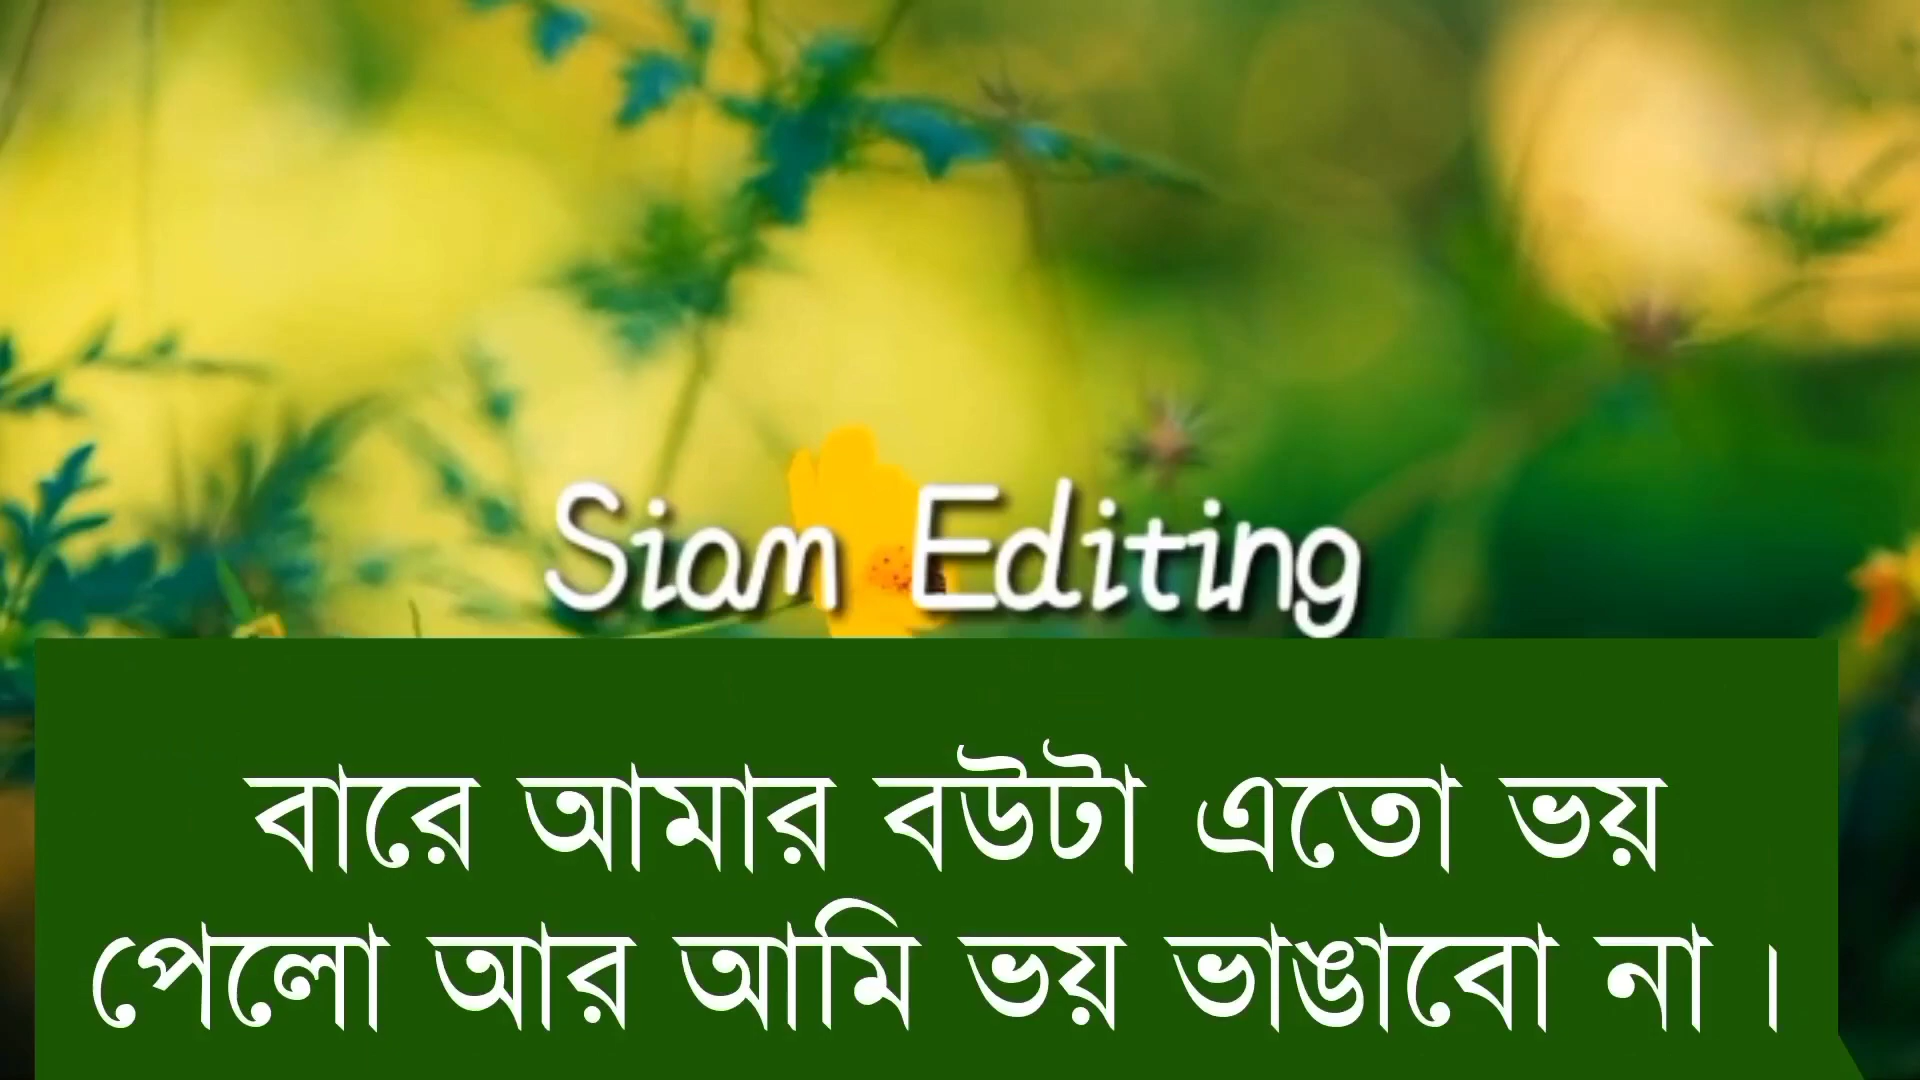 Siam Editing
বারে আমার বউটা এতো ভয়
পেলো আর আমি ভয় ভাঙাবো না।